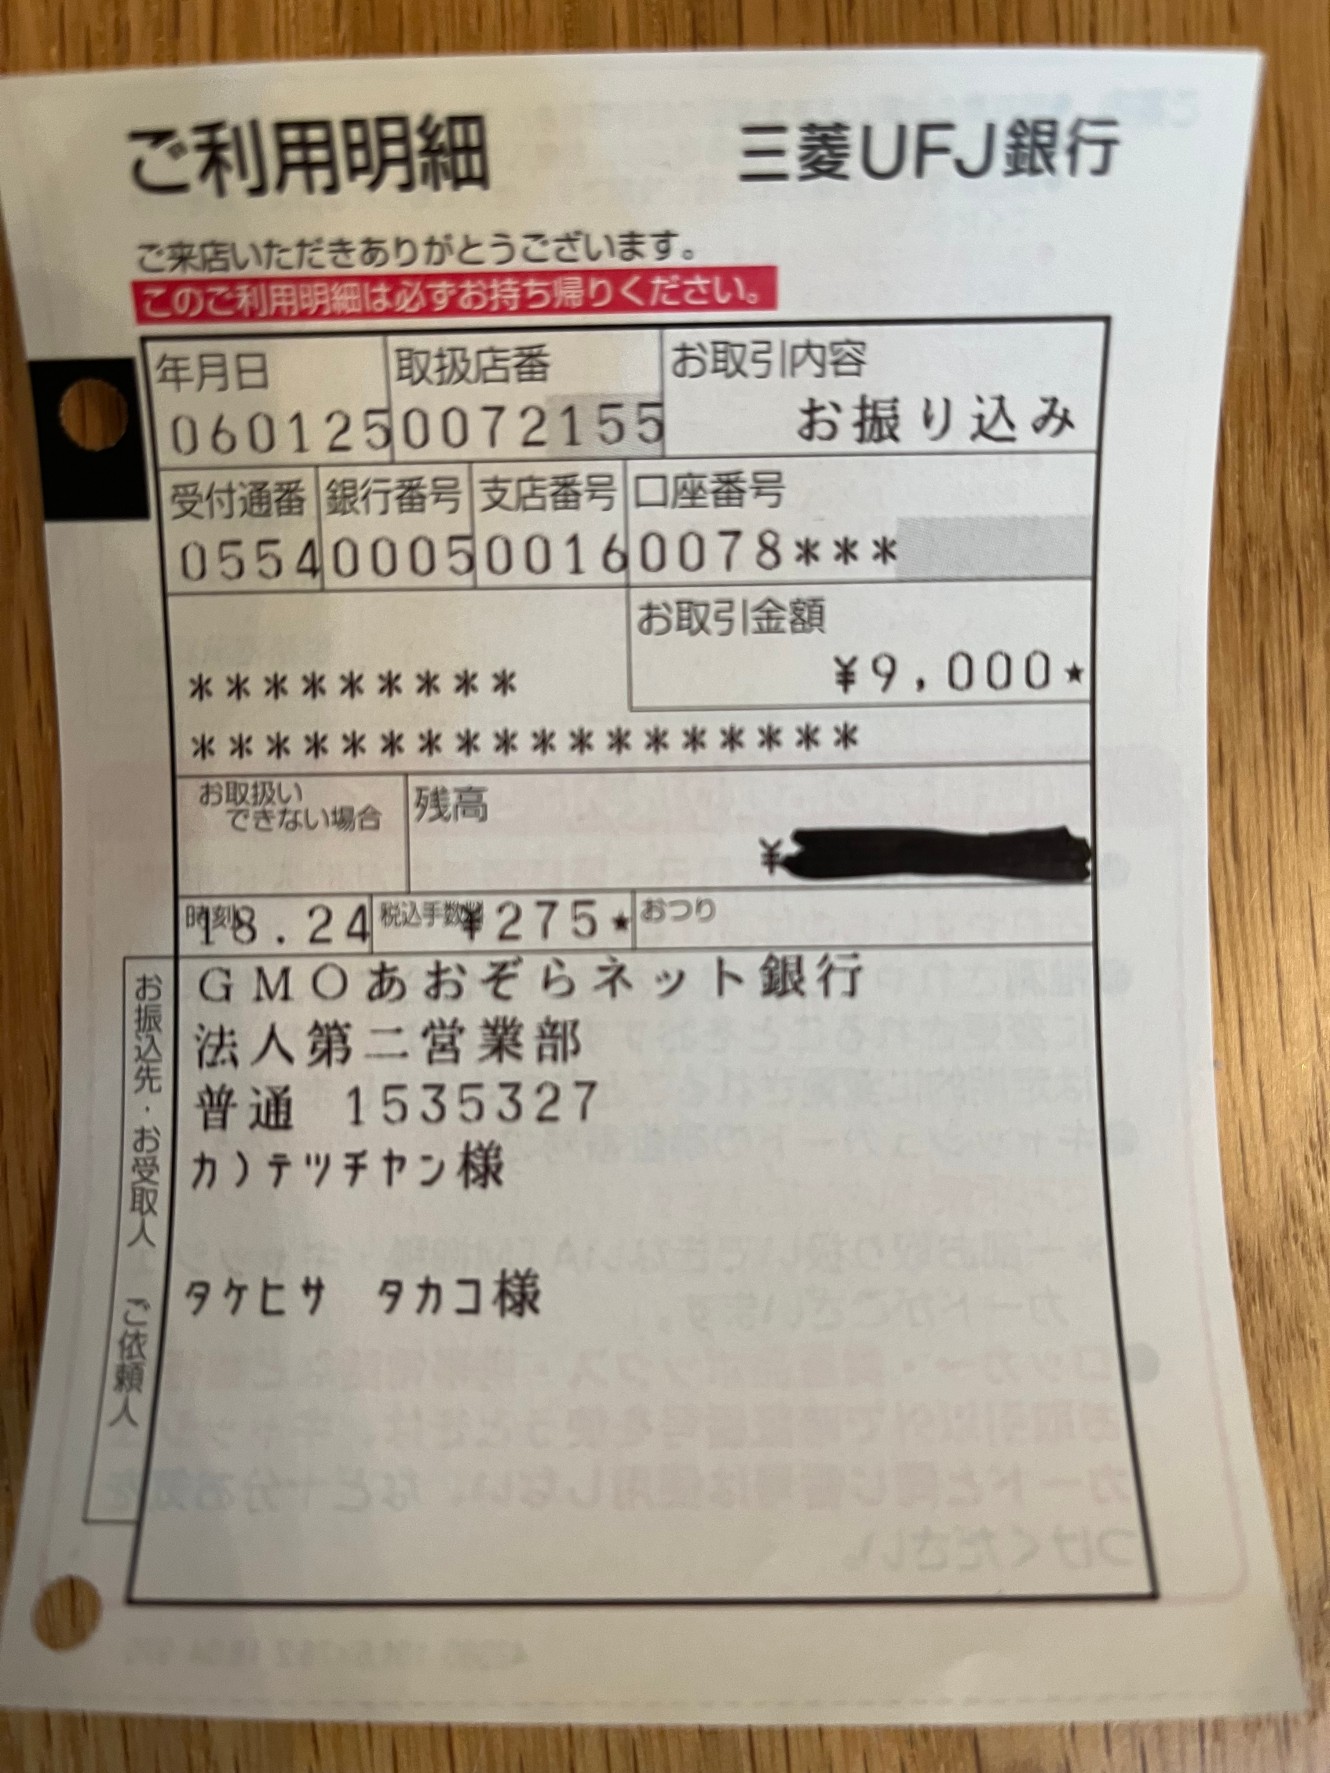 ご利用明細 三菱UFJ銀行
ご来店いただきありがとうございます。
このご利用明細は必ずお持ち帰りください。
年月日 取扱店番 お取引内容
060125 0072155 お振り込み
受付通番 銀行番号 支店番号 口座番号
0554 0005 0016 0078***
お取引金額
********* ¥9,000★
******************
お取扱いできない場合 残高
¥
時刻 18.24 税込手数料 ¥275★ おつり
お振込先・お受取人 ご依頼人
GMOあおぞらネット銀行
法人第二営業部
普通 1535327
カ)テツチヤン様
タケヒサ タカコ様